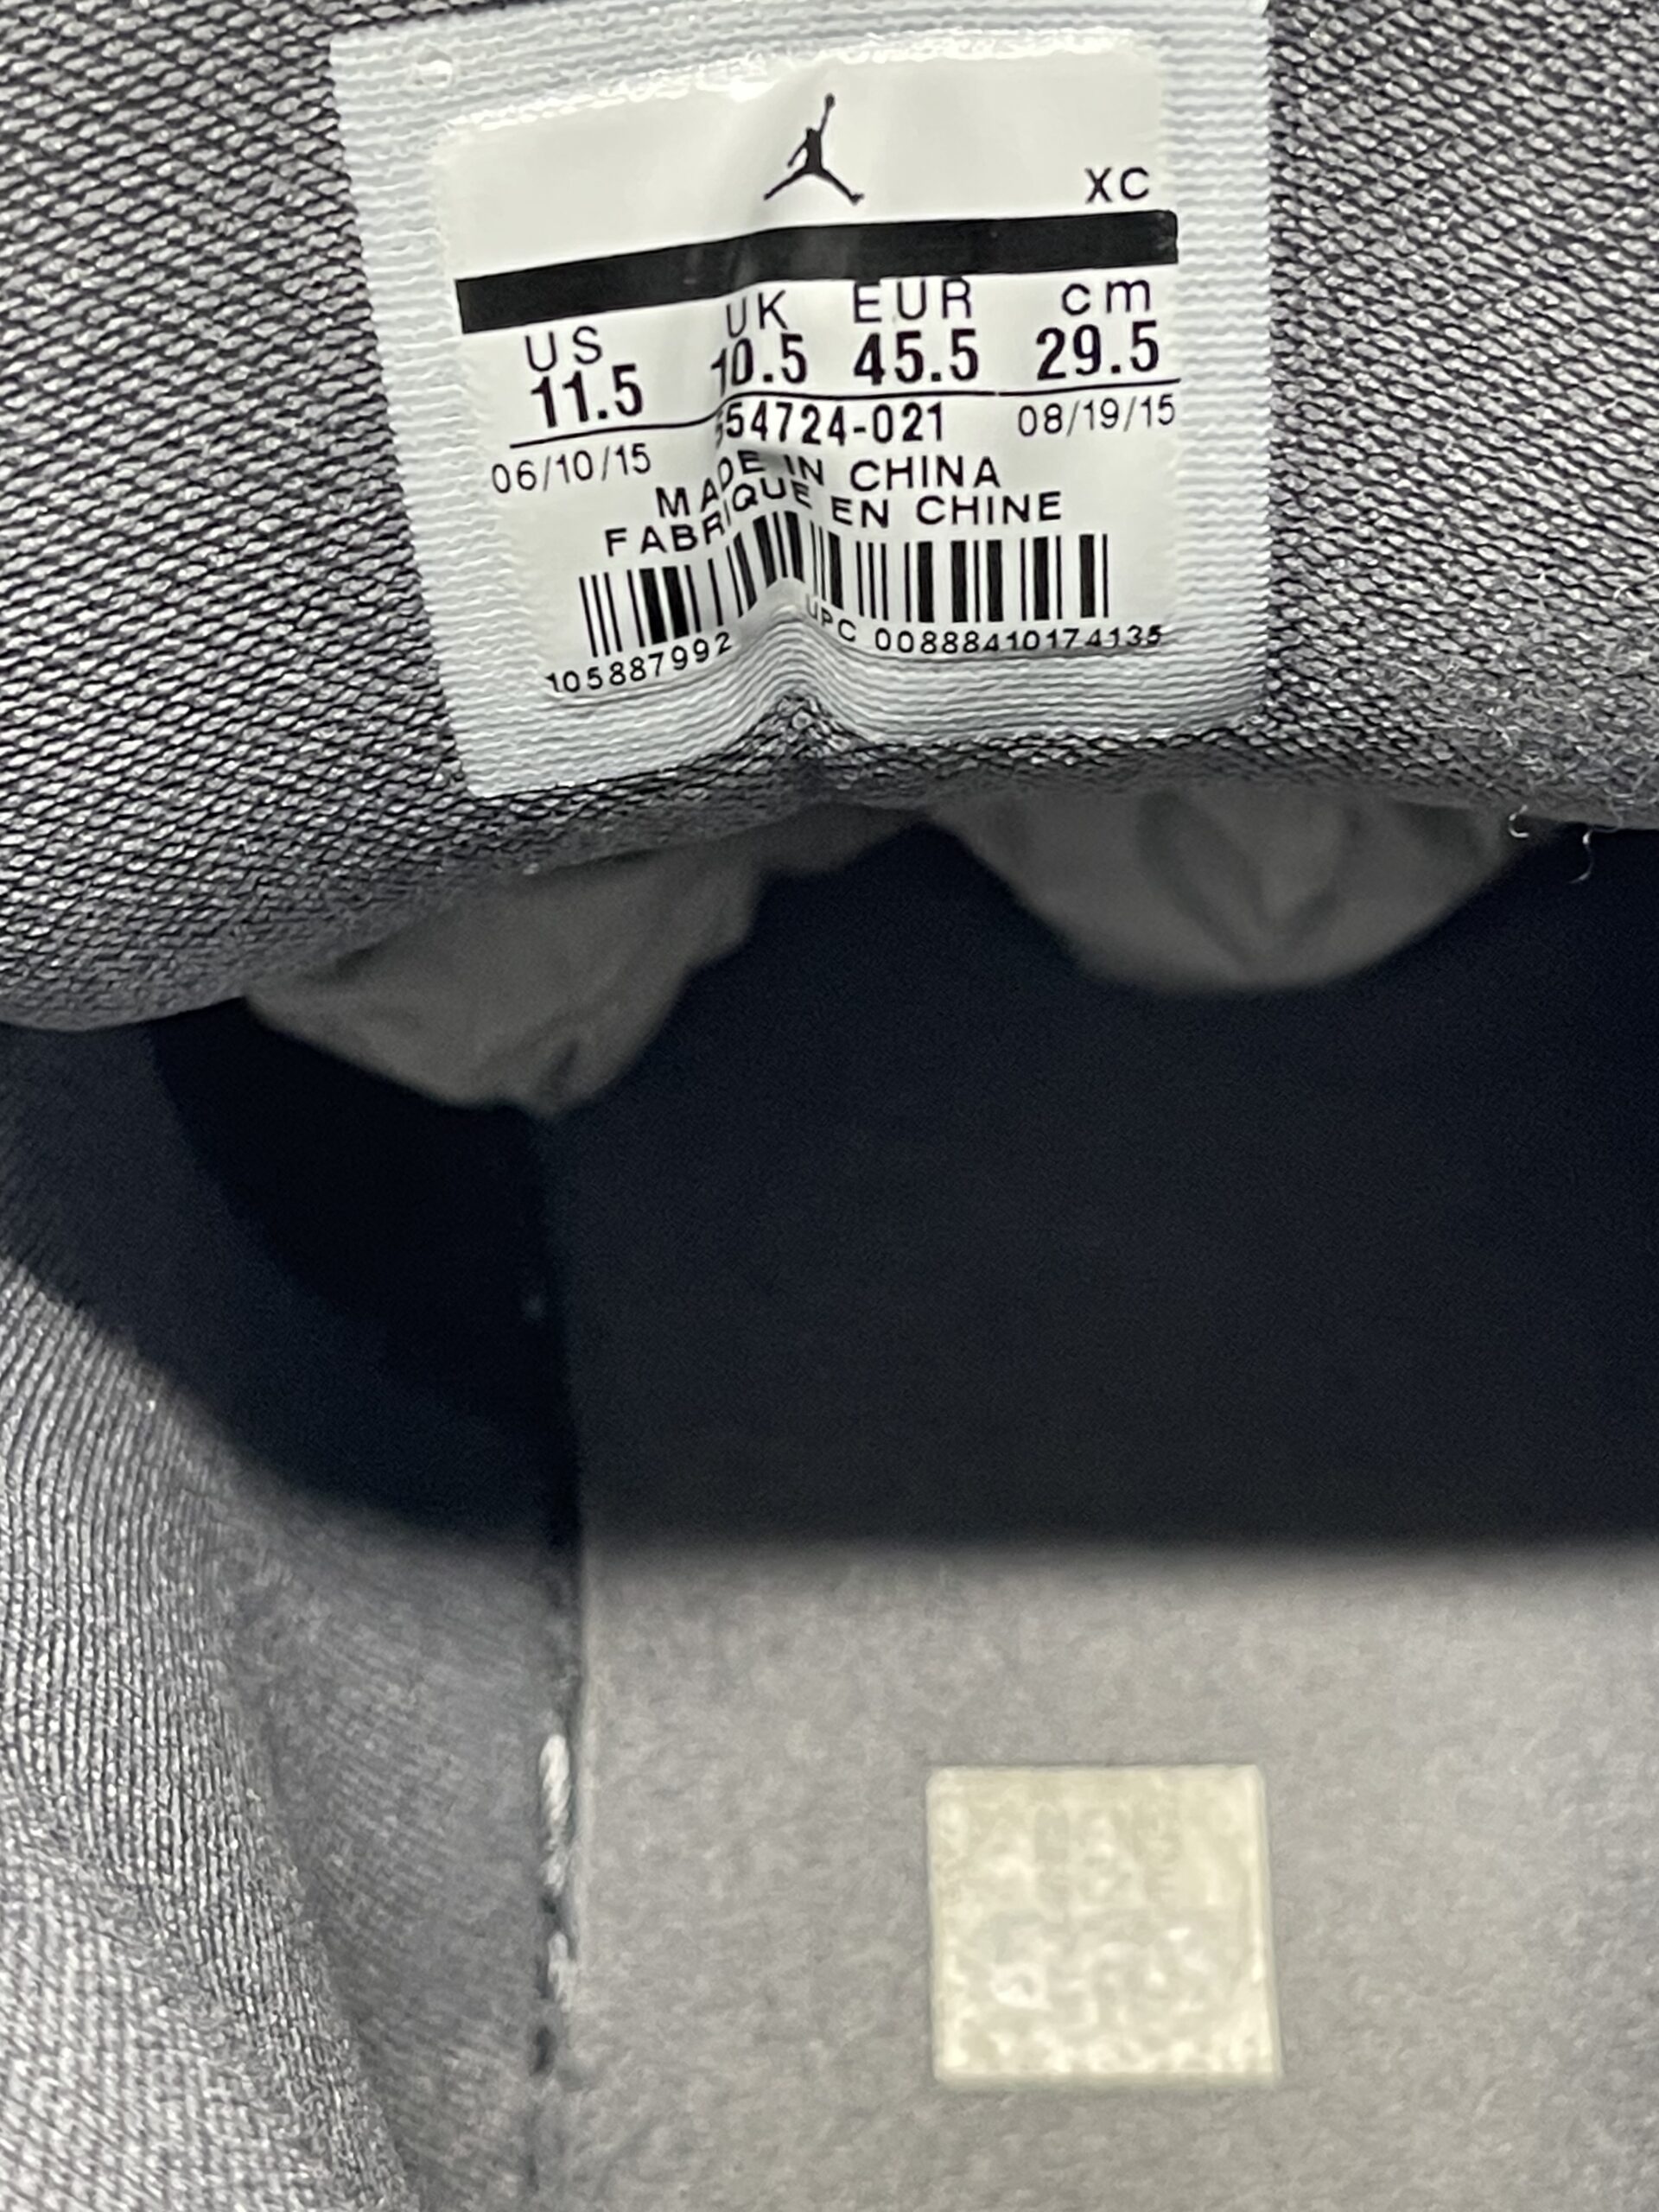 XC
US UK EUR cm
11.5 10.5 45.5 29.5
06/10/15 554724-021 08/19/15
MADE IN CHINA
FABRIQUE EN CHINE
105887992 UPC 00888410174135